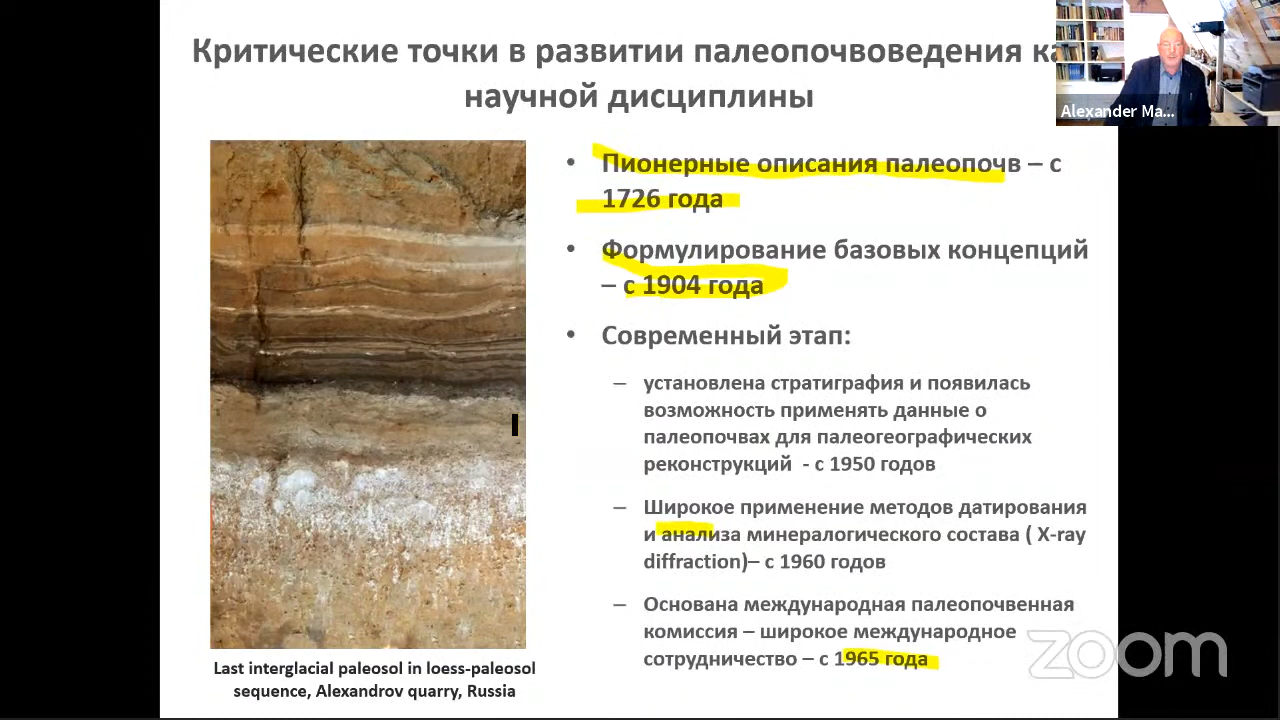 Критические точки в развитии палеопочвоведения ка
научной дисциплины
Alexander Ma...
• Пионерные описания палеопочв – с
1726 года
• Формулирование базовых концепций
– с 1904 года
• Современный этап:
– установлена стратиграфия и появилась
возможность применять данные о
палеопочвах для палеогеографических
реконструкций - с 1950 годов
– Широкое применение методов датирования
и анализа минералогического состава ( X-ray
diffraction)– с 1960 годов
– Основана международная палеопочвенная
комиссия – широкое международное
сотрудничество – с 1965 года
Last interglacial paleosol in loess-paleosol
sequence, Alexandrov quarry, Russia
zoom